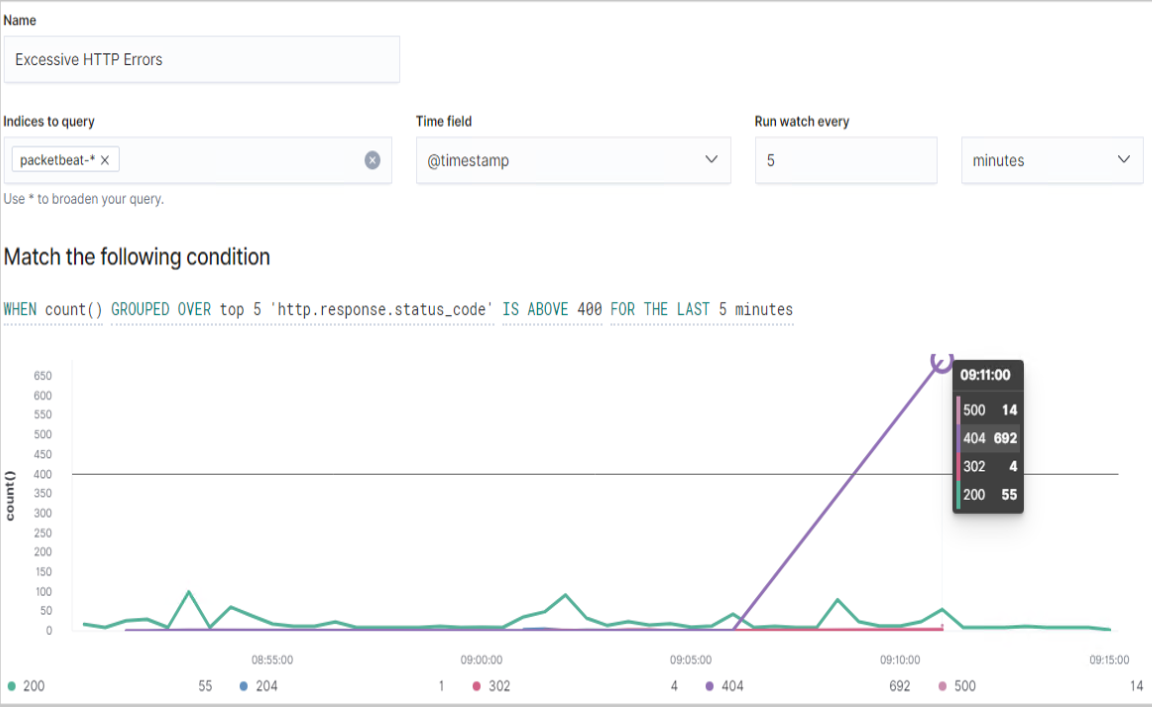 Name
Excessive HTTP Errors
Indices to query Time field Run watch every
packetbeat-* × @timestamp 5 minutes
Use * to broaden your query.
Match the following condition
WHEN count() GROUPED OVER top 5 'http.response.status_code' IS ABOVE 400 FOR THE LAST 5 minutes
count()
650
600
550
500
450
400
350
300
250
200
150
100
50
0
09:11:00
500 14
404 692
302 4
200 55
08:55:00 09:00:00 09:05:00 09:10:00 09:15:00
200 55 204 1 302 4 404 692 500 14